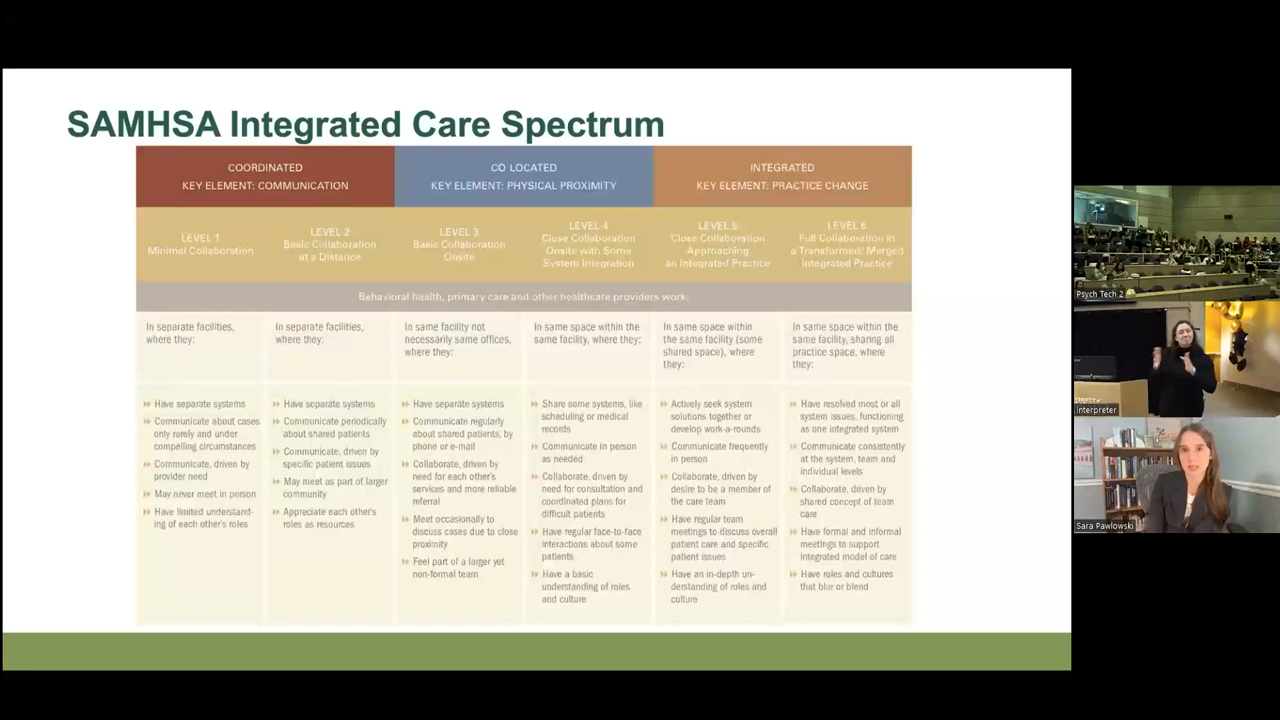 SAMHSA Integrated Care Spectrum
COORDINATED
KEY ELEMENT: COMMUNICATION
CO LOCATED
KEY ELEMENT: PHYSICAL PROXIMITY
INTEGRATED
KEY ELEMENT: PRACTICE CHANGE
LEVEL 1
Minimal Collaboration
LEVEL 2
Basic Collaboration
at a Distance
LEVEL 3
Basic Collaboration
Onsite
LEVEL 4
Close Collaboration
Onsite with Some
System Integration
LEVEL 5
Close Collaboration
Approaching
an Integrated Practice
LEVEL 6
Full Collaboration in
a Transformed/ Merged
Integrated Practice
Behavioral health, primary care and other healthcare providers work:
In separate facilities,
where they:
In separate facilities,
where they:
In same facility not
necessarily same offices,
where they:
In same space within the
same facility, where they:
In same space within
the same facility (some
shared space), where
they:
In same space within the
same facility, sharing all
practice space, where
they:
Have separate systems
Communicate about cases
only rarely and under
compelling circumstances
Communicate, driven by
provider need
May never meet in person
Have limited understand-
ing of each other's roles
Have separate systems
Communicate periodically
about shared patients
Communicate, driven by
specific patient issues
May meet as part of larger
community
Appreciate each other's
roles as resources
Have separate systems
Communicate regularly
about shared patients, by
phone or e-mail
Collaborate, driven by
need for each other's
services and more reliable
referral
Meet occasionally to
discuss cases due to close
proximity
Feel part of a larger yet
non-formal team
Share some systems, like
scheduling or medical
records
Communicate in person
as needed
Collaborate, driven by
need for consultation and
coordinated plans for
difficult patients
Have regular face-to-face
interactions about some
patients
Have a basic
understanding of roles
and culture
Actively seek system
solutions together or
develop work-a-rounds
Communicate frequently
in person
Collaborate, driven by
desire to be a member of
the care team
Have regular team
meetings to discuss overall
patient care and specific
patient issues
Have an in-depth un-
derstanding of roles and
culture
Have resolved most or all
system issues, functioning
as one integrated system
Communicate consistently
at the system, team and
individual levels
Collaborate, driven by
shared concept of team
care
Have formal and informal
meetings to support
integrated model of care
Have roles and cultures
that blur or blend
Psych Tech 2
Interpreter
Sara Pawlowski